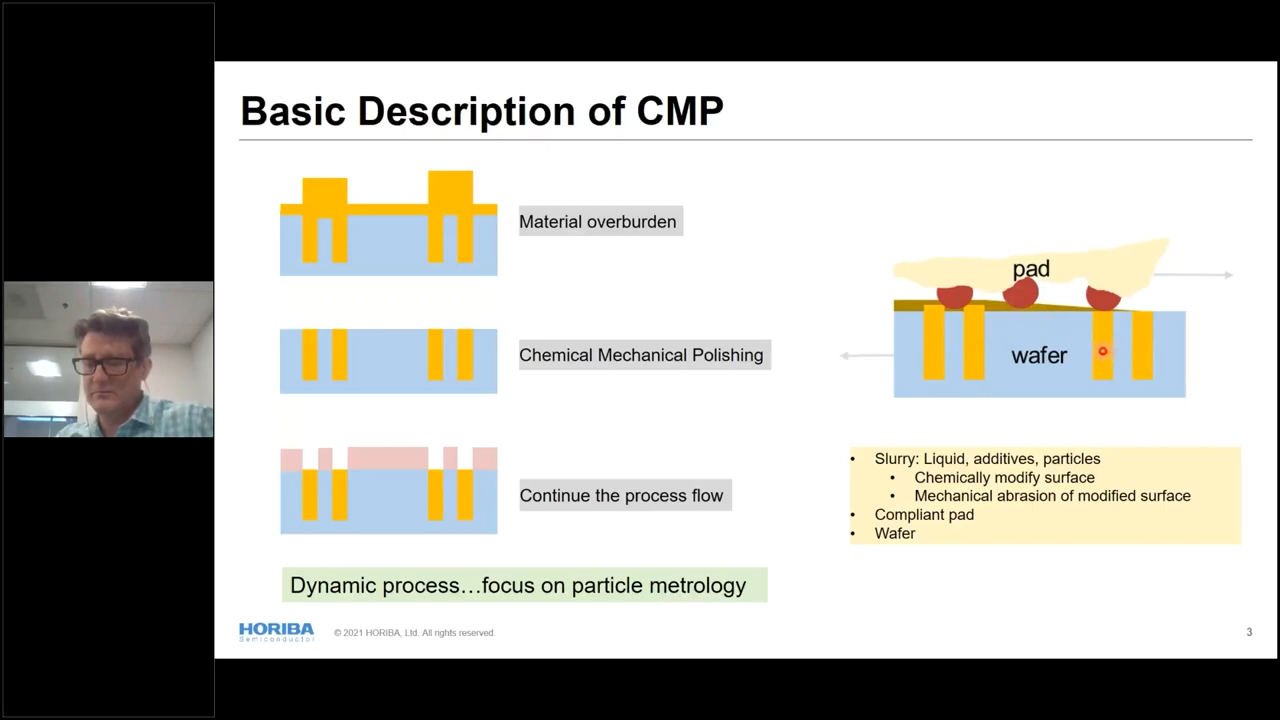 Basic Description of CMP
Material overburden
Chemical Mechanical Polishing
Continue the process flow
Dynamic process…focus on particle metrology
pad
wafer
• Slurry: Liquid, additives, particles
• Chemically modify surface
• Mechanical abrasion of modified surface
• Compliant pad
• Wafer
HORIBA
Semiconductor
© 2021 HORIBA, Ltd. All rights reserved.
3